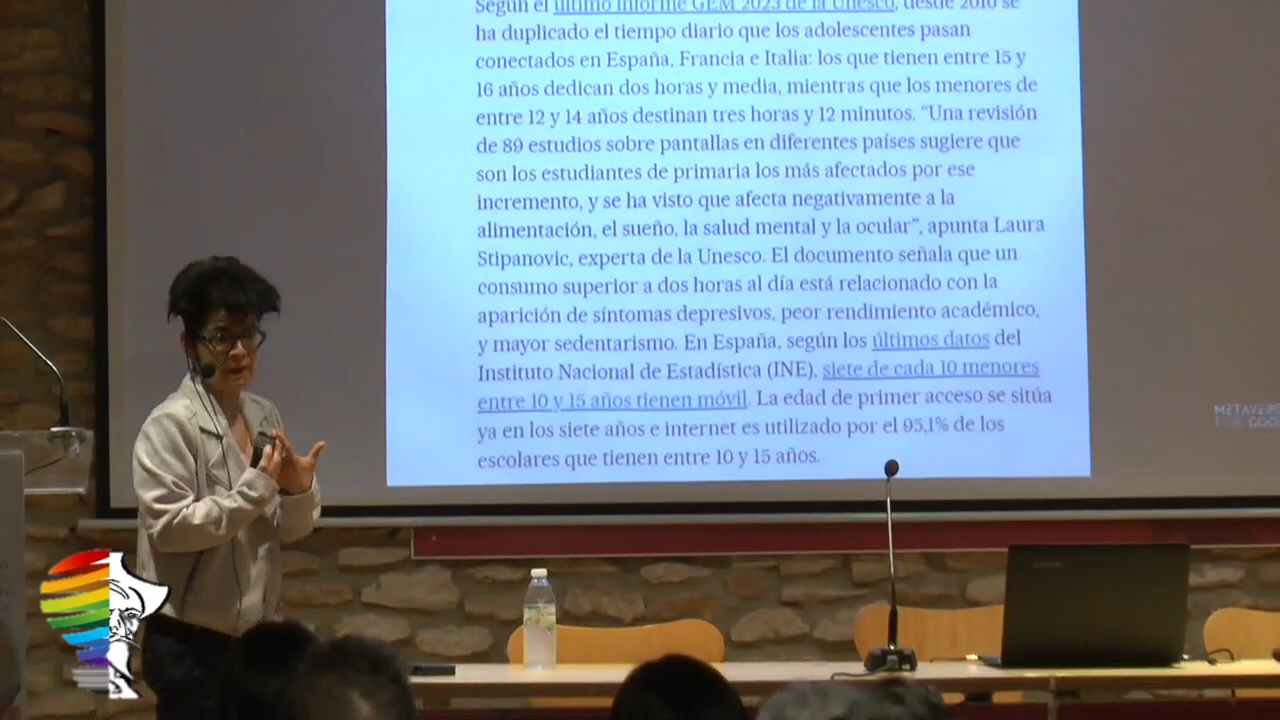 Según el último informe GEM 2023 de la Unesco, desde 2010 se
ha duplicado el tiempo diario que los adolescentes pasan
conectados en España, Francia e Italia: los que tienen entre 15 y
16 años dedican dos horas y media, mientras que los menores de
entre 12 y 14 años destinan tres horas y 12 minutos. "Una revisión
de 89 estudios sobre pantallas en diferentes países sugiere que
son los estudiantes de primaria los más afectados por ese
incremento, y se ha visto que afecta negativamente a la
alimentación, el sueño, la salud mental y la ocular", apunta Laura
Stipanovic, experta de la Unesco. El documento señala que un
consumo superior a dos horas al día está relacionado con la
aparición de síntomas depresivos, peor rendimiento académico,
y mayor sedentarismo. En España, según los últimos datos del
Instituto Nacional de Estadística (INE), siete de cada 10 menores
entre 10 y 15 años tienen móvil. La edad de primer acceso se sitúa
ya en los siete años e internet es utilizado por el 95,1% de los
escolares que tienen entre 10 y 15 años.